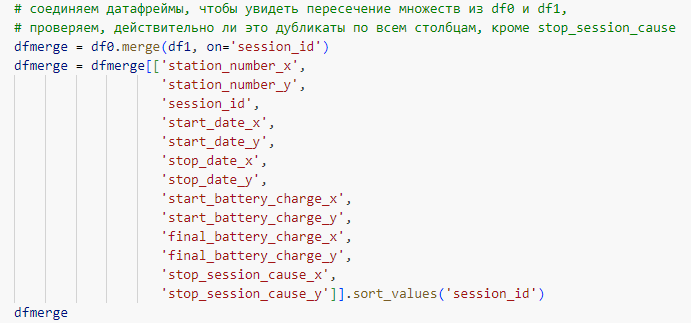 # соединяем датафреймы, чтобы увидеть пересечение множеств из df0 и df1,
# проверяем, действительно ли это дубликаты по всем столбцам, кроме stop_session_cause
dfmerge = df0.merge(df1, on='session_id')
dfmerge = dfmerge[['station_number_x',
'station_number_y',
'session_id',
'start_date_x',
'start_date_y',
'stop_date_x',
'stop_date_y',
'start_battery_charge_x',
'start_battery_charge_y',
'final_battery_charge_x',
'final_battery_charge_y',
'stop_session_cause_x',
'stop_session_cause_y']].sort_values('session_id')
dfmerge